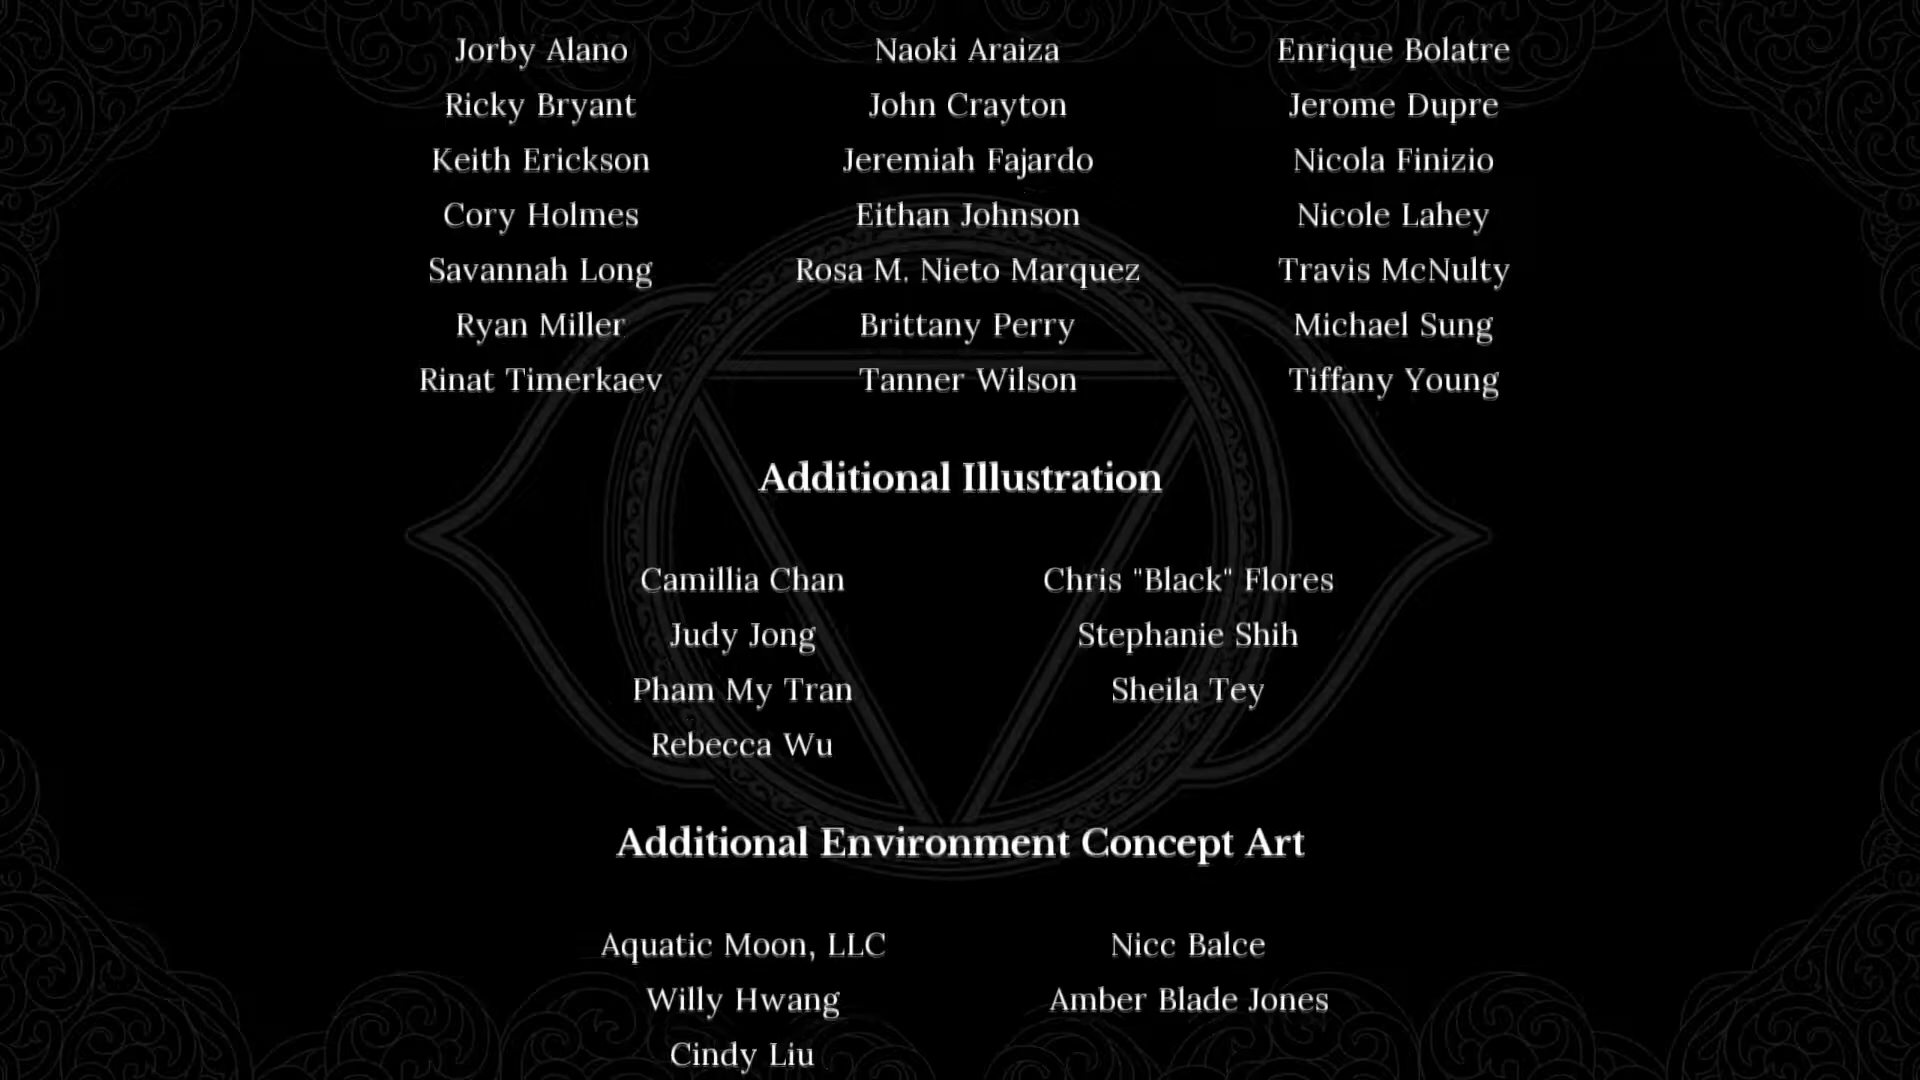 Jorby Alano Naoki Araiza Enrique Bolatre
Ricky Bryant John Crayton Jerome Dupre
Keith Erickson Jeremiah Fajardo Nicola Finizio
Cory Holmes Eithan Johnson Nicole Lahey
Savannah Long Rosa M. Nieto Marquez Travis McNulty
Ryan Miller Brittany Perry Michael Sung
Rinat Timerkaev Tanner Wilson Tiffany Young
Additional Illustration
Camillia Chan Chris "Black" Flores
Judy Jong Stephanie Shih
Pham My Tran Sheila Tey
Rebecca Wu
Additional Environment Concept Art
Aquatic Moon, LLC Nicc Balce
Willy Hwang Amber Blade Jones
Cindy Liu